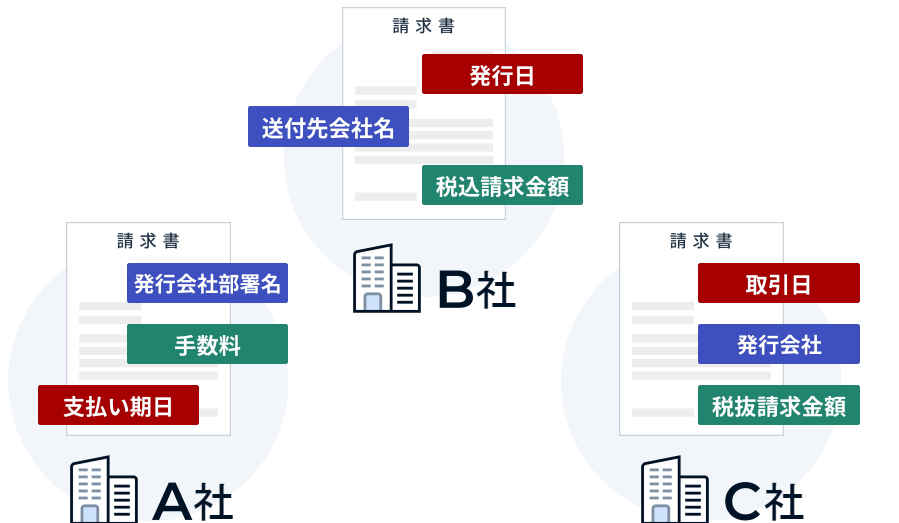 請求書
発行日
送付先会社名
税込請求金額
B社
請求書
発行会社部署名
手数料
支払い期日
A社
請求書
取引日
発行会社
税抜請求金額
C社